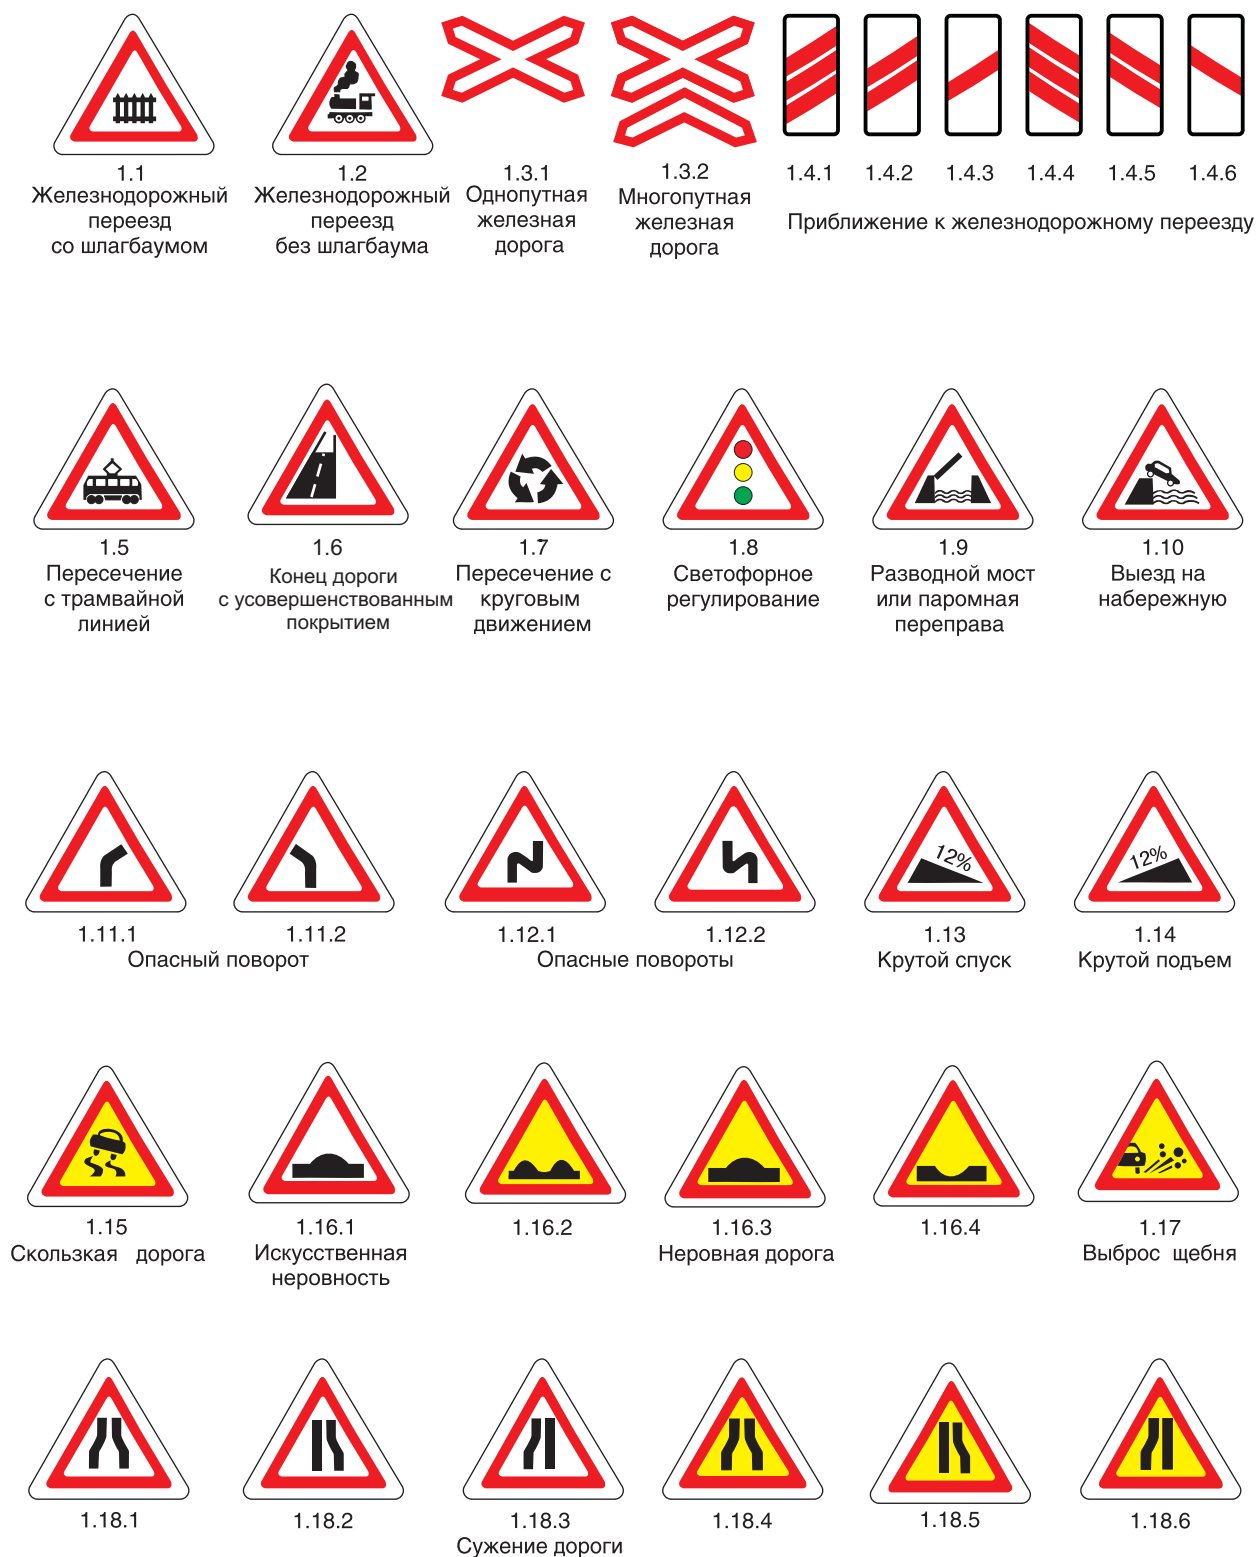 1.1
Железнодорожный
переезд
со шлагбаумом
1.2
Железнодорожный
переезд
без шлагбаума
1.3.1
Однопутная
железная
дорога
1.3.2
Многопутная
железная
дорога
1.4.1 1.4.2 1.4.3 1.4.4 1.4.5 1.4.6
Приближение к железнодорожному переезду
1.5
Пересечение
с трамвайной
линией
1.6
Конец дороги
с усовершенствованным
покрытием
1.7
Пересечение с
круговым
движением
1.8
Светофорное
регулирование
1.9
Разводной мост
или паромная
переправа
1.10
Выезд на
набережную
12%
12%
1.11.1 1.11.2
Опасный поворот
1.12.1 1.12.2
Опасные повороты
1.13
Крутой спуск
1.14
Крутой подъем
1.15
Скользкая дорога
1.16.1
Искусственная
неровность
1.16.2 1.16.3 1.16.4
Неровная дорога
1.17
Выброс щебня
1.18.1 1.18.2 1.18.3 1.18.4 1.18.5 1.18.6
Сужение дороги